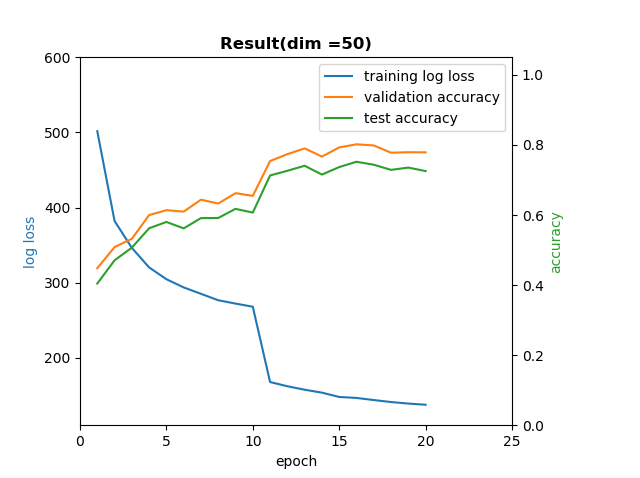 Result(dim =50)
training log loss
validation accuracy
test accuracy
log loss
600
500
400
300
200
1.0
0.8
0.6
0.4
0.2
0.0
accuracy
0 5 10 15 20 25
epoch